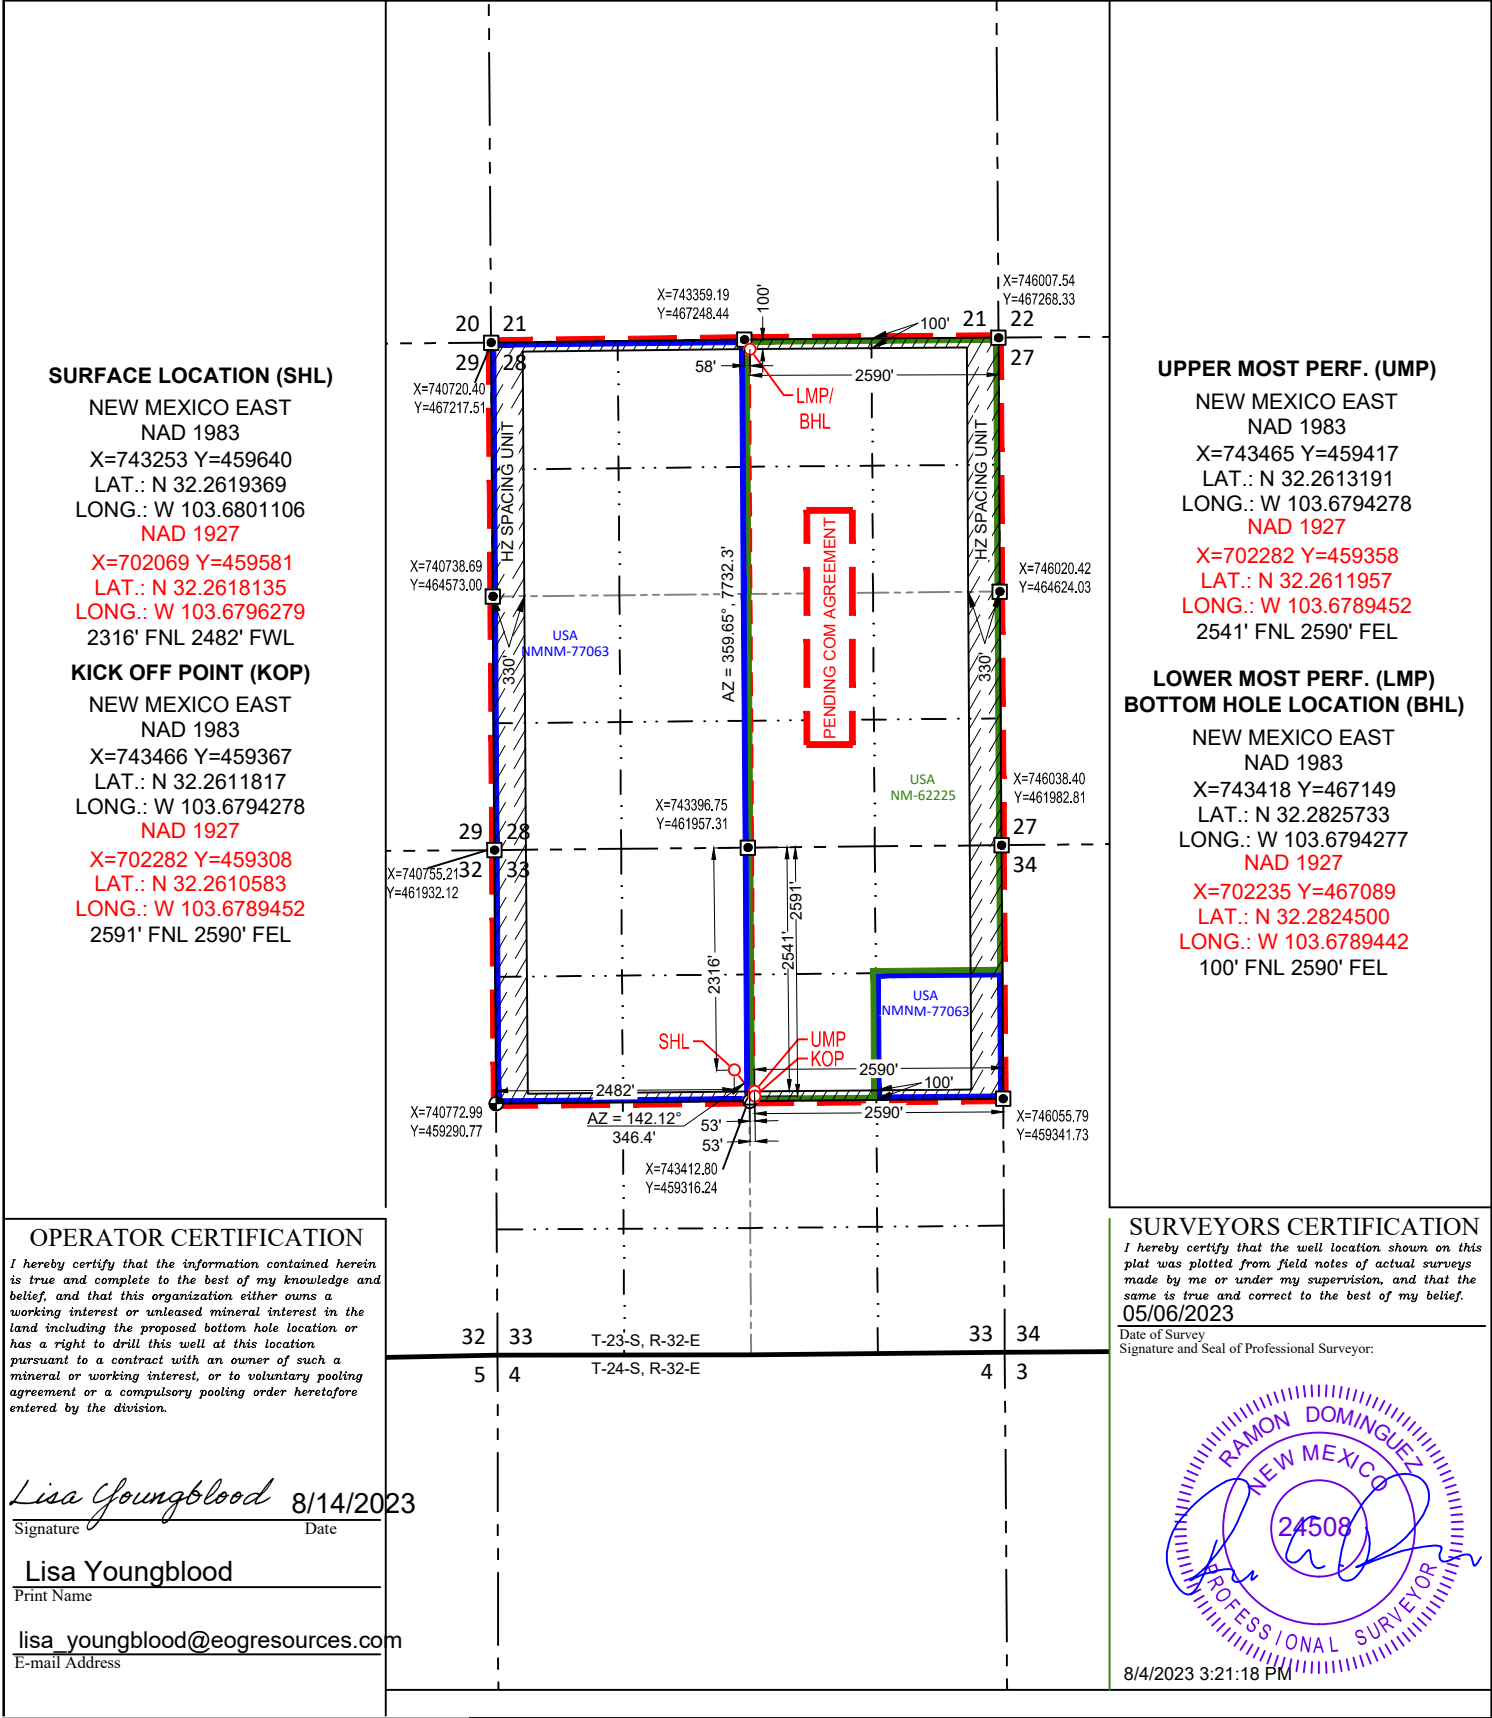 SURFACE LOCATION (SHL)
NEW MEXICO EAST
NAD 1983
X=743253 Y=459640
LAT.: N 32.2619369
LONG.: W 103.6801106
NAD 1927
X=702069 Y=459581
LAT.: N 32.2618135
LONG.: W 103.6796279
2316' FNL 2482' FWL
KICK OFF POINT (KOP)
NEW MEXICO EAST
NAD 1983
X=743466 Y=459367
LAT.: N 32.2611817
LONG.: W 103.6794278
NAD 1927
X=702282 Y=459308
LAT.: N 32.2610583
LONG.: W 103.6789452
2591' FNL 2590' FEL
X=743359.19
Y=467248.44
100'
X=746007.54
Y=467268.33
20 21
29 28
21 22
27
100'
58'
2590'
LMP/
BHL
X=740720.40
Y=467217.51
HZ SPACING UNIT
HZ SPACING UNIT
X=740738.69
Y=464573.00
X=746020.42
Y=464624.03
AZ = 359.65°, 7732.3'
PENDING COM AGREEMENT
USA
NMNM-77063
330'
330'
USA
NM-62225
X=746038.40
Y=461982.81
X=743396.75
Y=461957.31
29 28
32 33
27
34
X=740755.21
Y=461932.12
2316'
2541'
2591'
USA
NMNM-77063
SHL
UMP
KOP
2590'
2482'
100'
2590'
X=740772.99
Y=459290.77
AZ = 142.12°
346.4'
53'
53'
X=746055.79
Y=459341.73
X=743412.80
Y=459316.24
32 33
T-23-S, R-32-E
33 34
5 4
T-24-S, R-32-E
4 3
UPPER MOST PERF. (UMP)
NEW MEXICO EAST
NAD 1983
X=743465 Y=459417
LAT.: N 32.2613191
LONG.: W 103.6794278
NAD 1927
X=702282 Y=459358
LAT.: N 32.2611957
LONG.: W 103.6789452
2541' FNL 2590' FEL
LOWER MOST PERF. (LMP)
BOTTOM HOLE LOCATION (BHL)
NEW MEXICO EAST
NAD 1983
X=743418 Y=467149
LAT.: N 32.2825733
LONG.: W 103.6794277
NAD 1927
X=702235 Y=467089
LAT.: N 32.2824500
LONG.: W 103.6789442
100' FNL 2590' FEL
OPERATOR CERTIFICATION
I hereby certify that the information contained herein
is true and complete to the best of my knowledge and
belief, and that this organization either owns a
working interest or unleased mineral interest in the
land including the proposed bottom hole location or
has a right to drill this well at this location
pursuant to a contract with an owner of such a
mineral or working interest, or to voluntary pooling
agreement or a compulsory pooling order heretofore
entered by the division.
Lisa Youngblood 8/14/2023
Signature Date
Lisa Youngblood
Print Name
lisa_youngblood@eogresources.com
E-mail Address
SURVEYORS CERTIFICATION
I hereby certify that the well location shown on this
plat was plotted from field notes of actual surveys
made by me or under my supervision, and that the
same is true and correct to the best of my belief.
05/06/2023
Date of Survey
Signature and Seal of Professional Surveyor:
RAMON DOMINGUEZ
NEW MEXICO
24508
PROFESSIONAL SURVEYOR
8/4/2023 3:21:18 PM